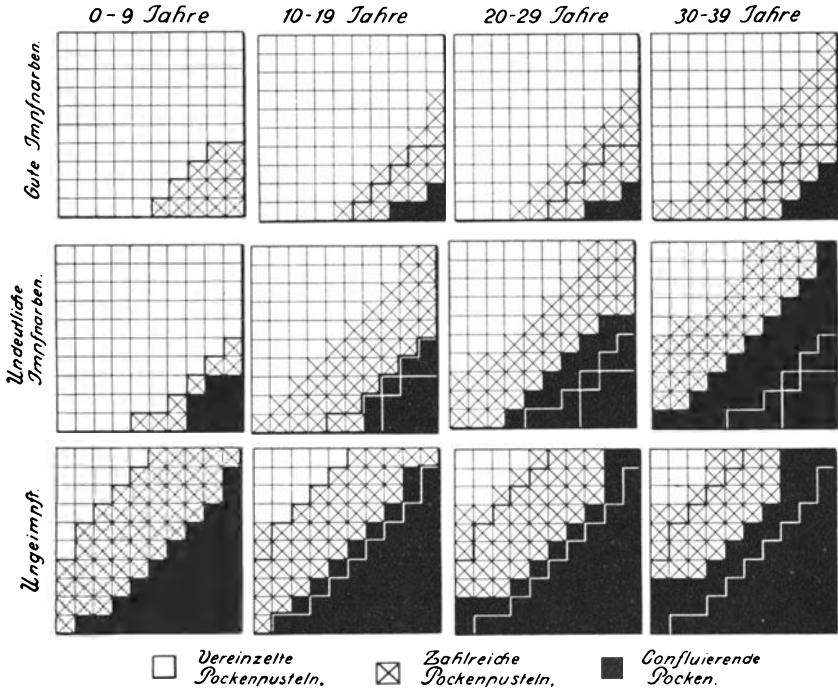 0-9 Jahre
10-19 Jahre
20-29 Jahre
30-39 Jahre
Gute Impfnarben.
Undeutliche
Impfnarben.
Ungeimpft.
Vereinzelte
Pockenpusteln,
Zahlreiche
Pockenpusteln,
Confluierende
Pocken.